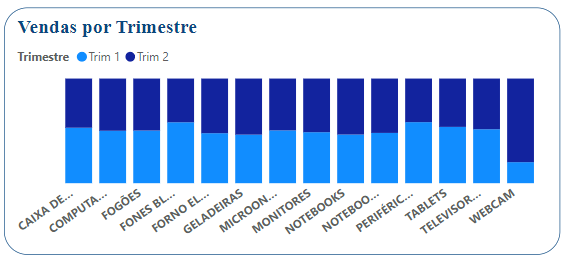 Vendas por Trimestre
Trimestre Trim 1 Trim 2
CAIXA DE...
COMPUTA...
FOGÕES
FONES BL...
FORNO EL...
GELADEIRAS
MICROON...
MONITORES
NOTEBOOKS
NOTEBOO...
PERIFÉRIC...
TABLETS
TELEVISOR...
WEBCAM